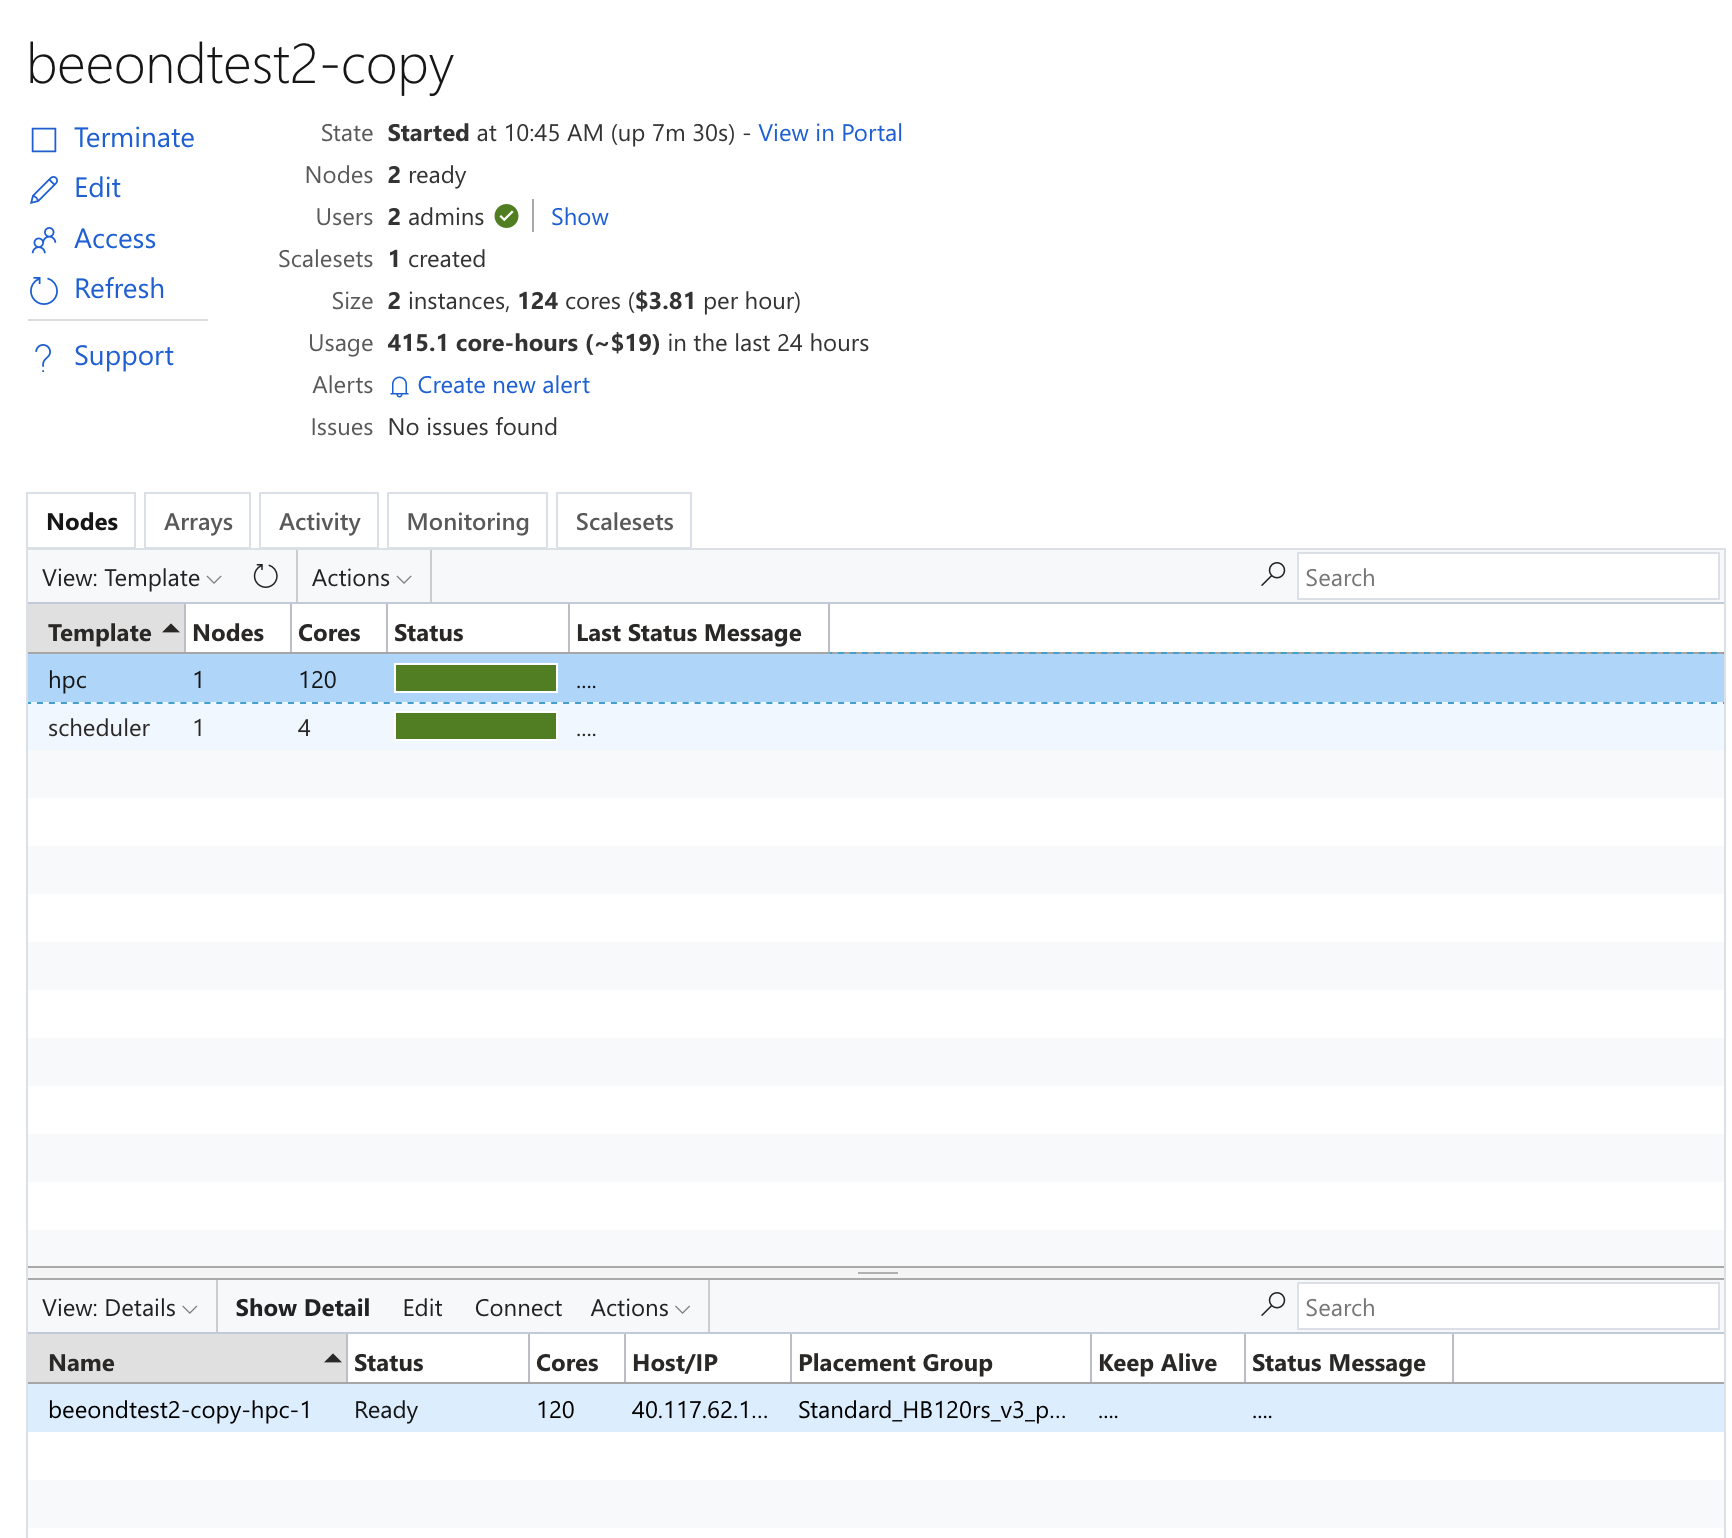 beeondtest2-copy
Terminate
Edit
Access
Refresh
Support
State Started at 10:45 AM (up 7m 30s) - View in Portal
Nodes 2 ready
Users 2 admins Show
Scalesets 1 created
Size 2 instances, 124 cores ($3.81 per hour)
Usage 415.1 core-hours (~$19) in the last 24 hours
Alerts Create new alert
Issues No issues found
Nodes Arrays Activity Monitoring Scalesets
View: Template Actions Search
Template Nodes Cores Status Last Status Message
hpc 1 120 ....
scheduler 1 4 ....
View: Details Show Detail Edit Connect Actions Search
Name Status Cores Host/IP Placement Group Keep Alive Status Message
beeondtest2-copy-hpc-1 Ready 120 40.117.62.1... Standard_HB120rs_v3_p... .... ....